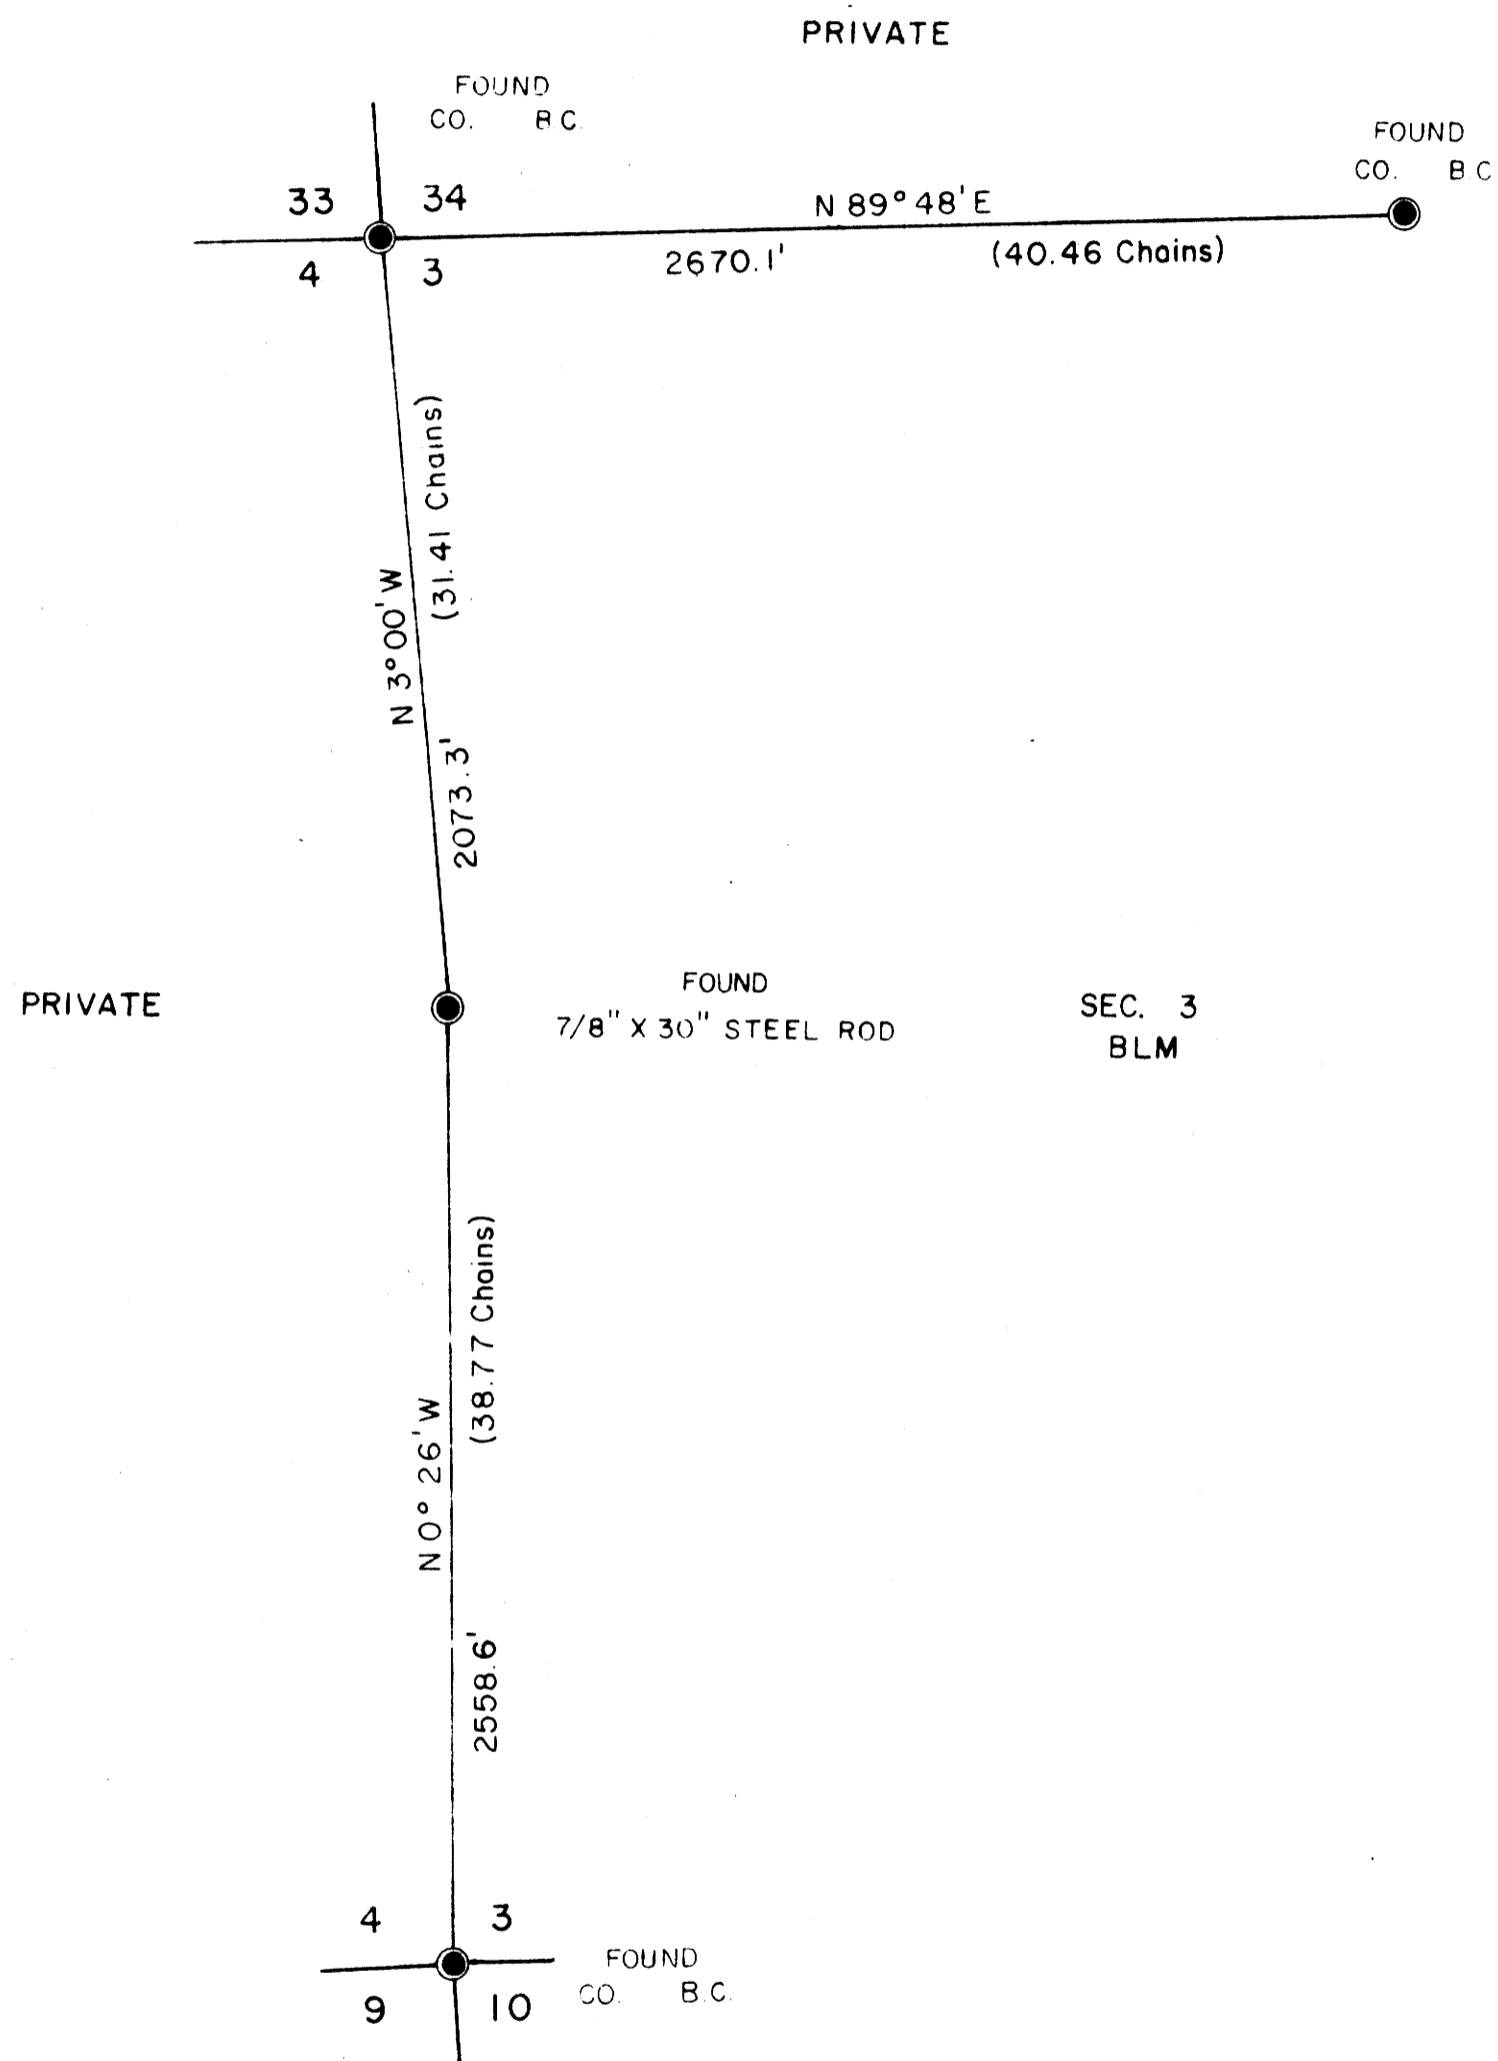 PRIVATE
FOUND
CO. B.C.
FOUND
CO. B.C
33
34
N 89° 48' E
4
3
2670.1'
(40.46 Chains)
N 3° 00' W
(31.41 Chains)
2073.3'
PRIVATE
FOUND
7/8" X 30" STEEL ROD
SEC. 3
BLM
N 0° 26' W
(38.77 Chains)
2558.6'
4
3
FOUND
CO. B.C.
9
10